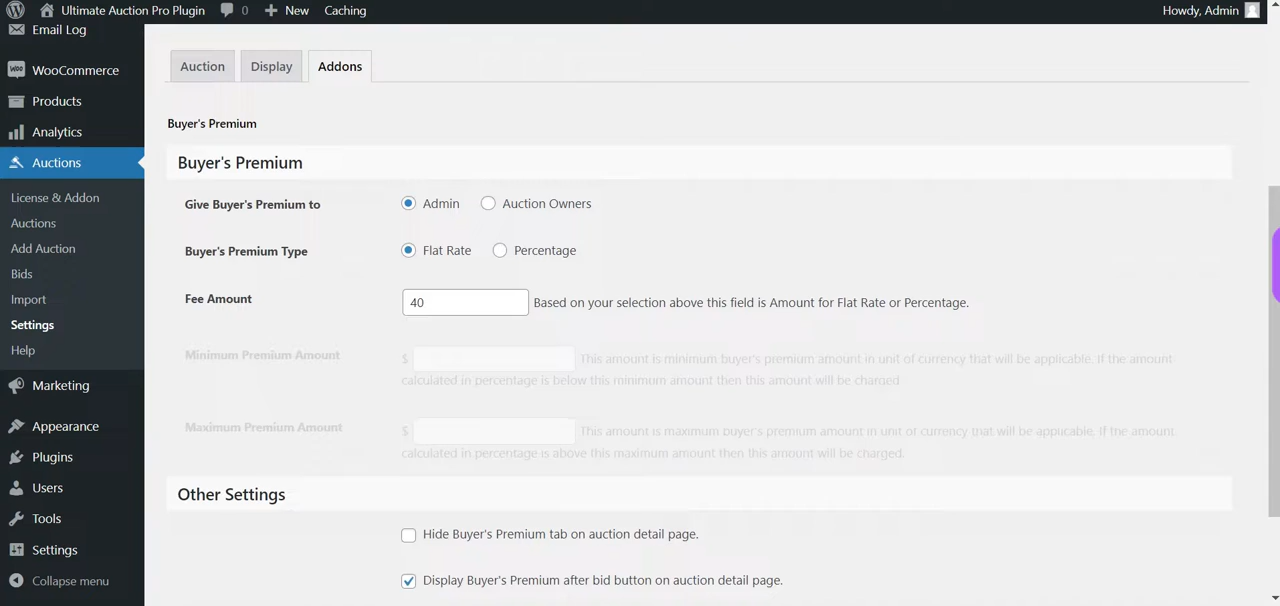 Ultimate Auction Pro Plugin 0 New Caching Howdy, Admin
Email Log
WooCommerce
Products
Analytics
Auctions
License & Addon
Auctions
Add Auction
Bids
Import
Settings
Help
Marketing
Appearance
Plugins
Users
Tools
Settings
Collapse menu
Auction Display Addons
Buyer's Premium
Buyer's Premium
Give Buyer's Premium to Admin Auction Owners
Buyer's Premium Type Flat Rate Percentage
Fee Amount 40 Based on your selection above this field is Amount for Flat Rate or Percentage.
Minimum Premium Amount $ This amount is minimum buyer's premium amount in unit of currency that will be applicable. If the amount
calculated in percentage is below this minimum amount then this amount will be charged
Maximum Premium Amount $ This amount is maximum buyer's premium amount in unit of currency that will be applicable. If the amount
calculated in percentage is above this maximum amount then this amount will be charged.
Other Settings
Hide Buyer's Premium tab on auction detail page.
Display Buyer's Premium after bid button on auction detail page.